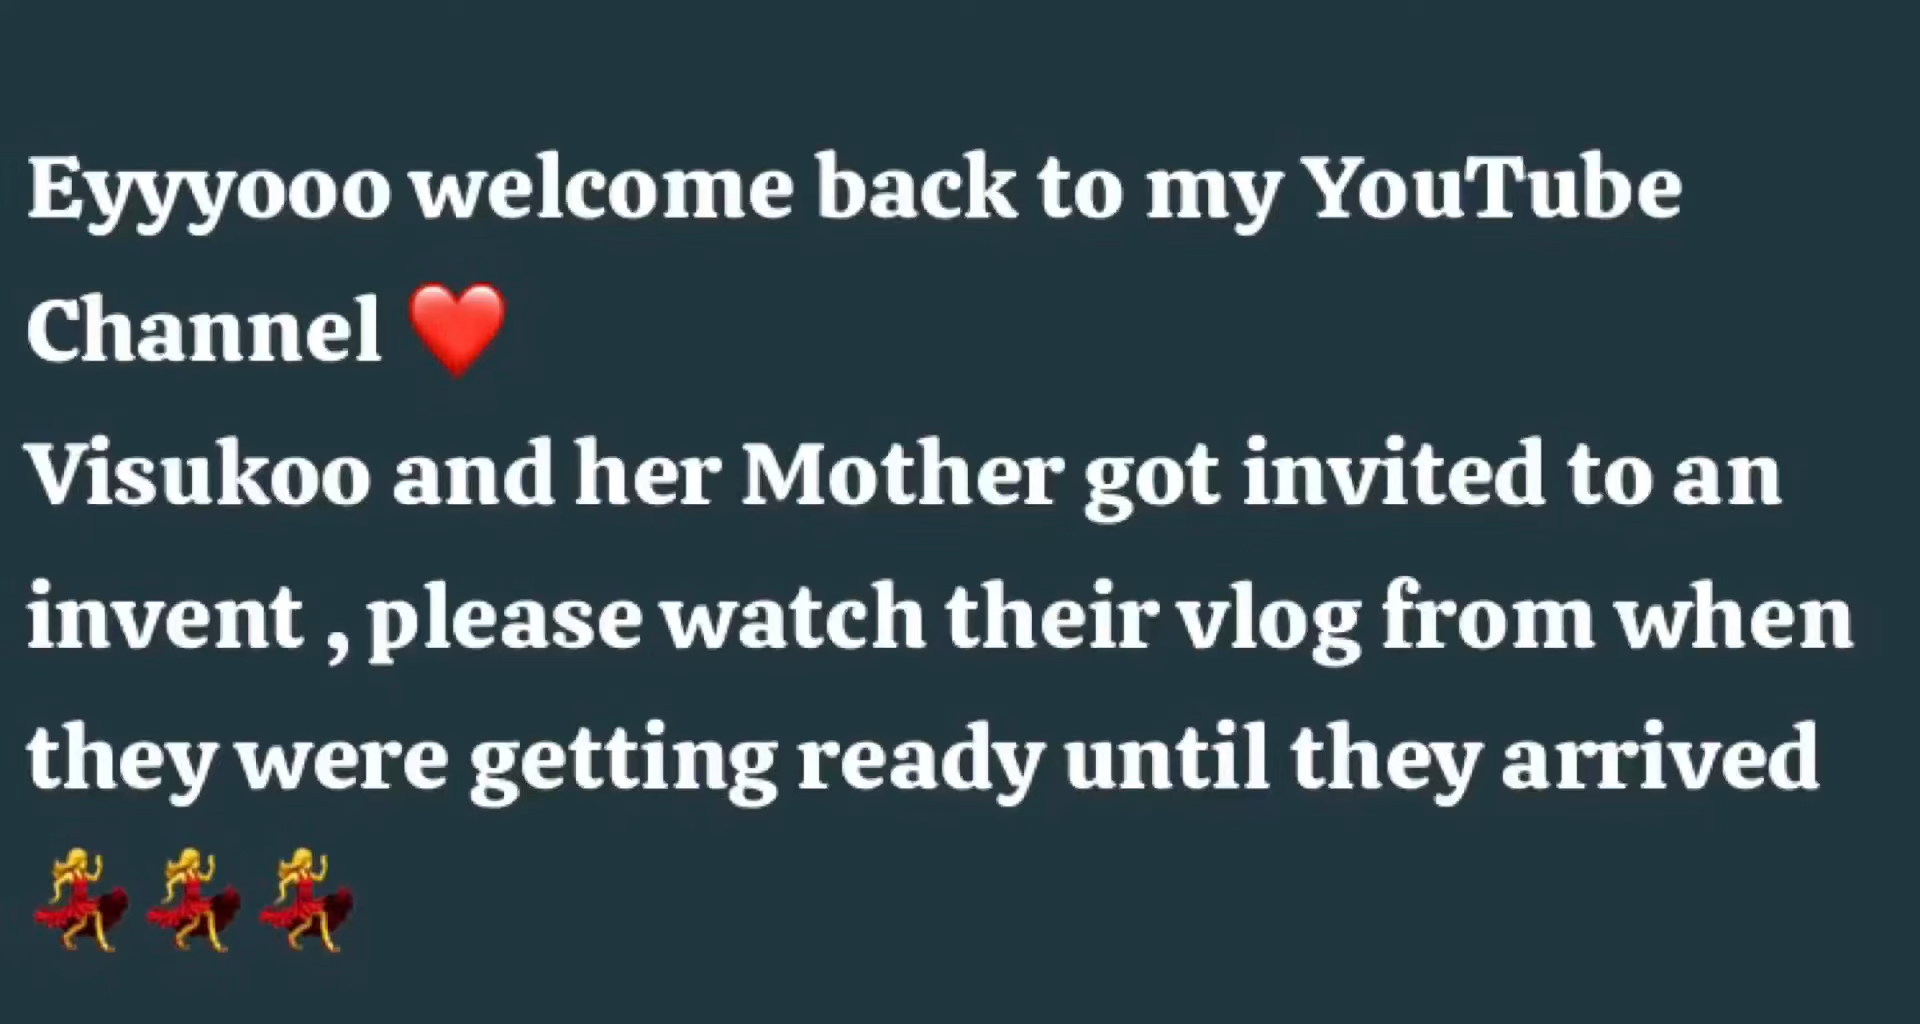 Eyyyooo welcome back to my YouTube
Channel ❤️
Visukoo and her Mother got invited to an
invent , please watch their vlog from when
they were getting ready until they arrived
💃💃💃